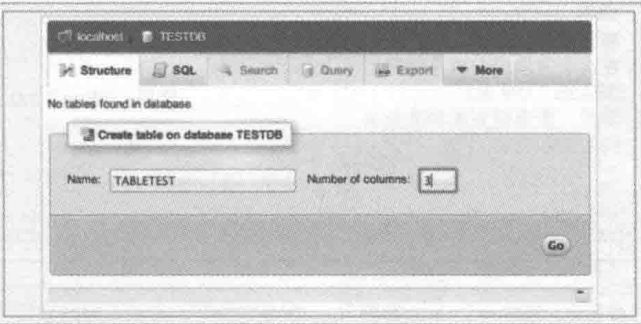 localhost TESTDB
Structure SQL Search Query Export More
No tables found in database
Create table on database TESTDB
Name: TABLETEST Number of columns: 3
Go